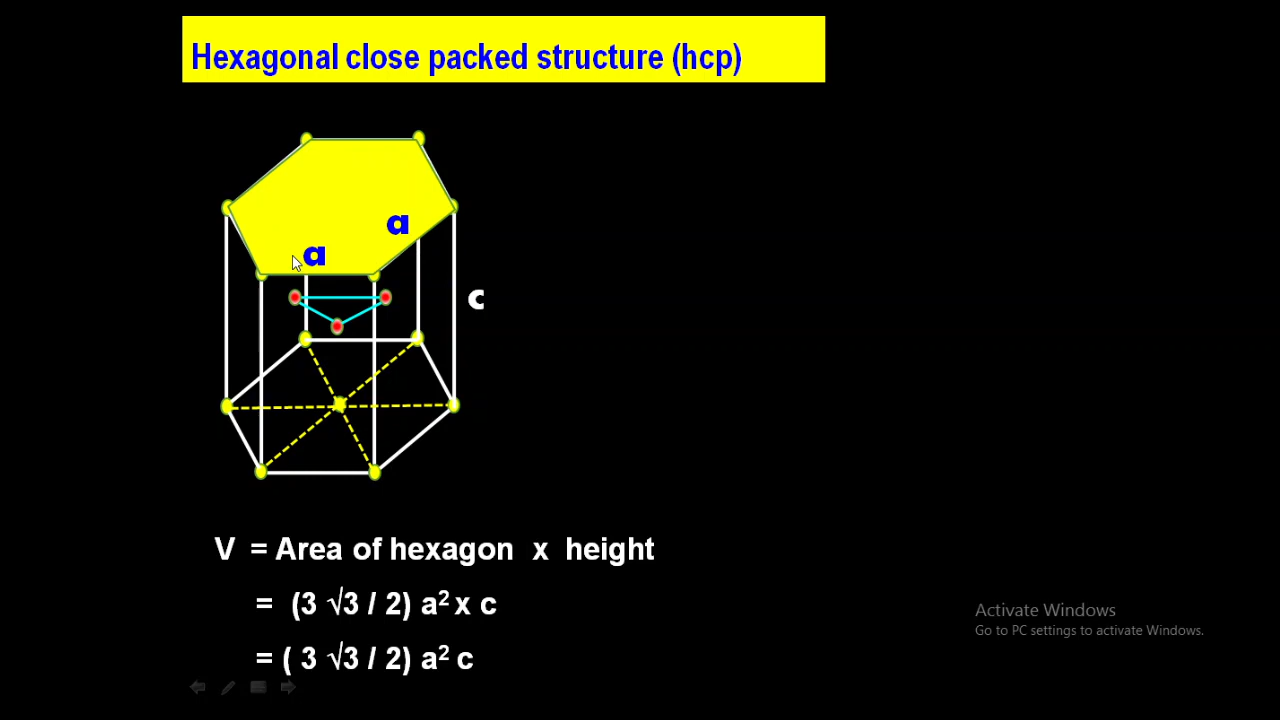 Hexagonal close packed structure (hcp)
a
a
c
V = Area of hexagon x height
= (3 √3 / 2) a² x c
= ( 3 √3 / 2) a² c
Activate Windows
Go to PC settings to activate Windows.